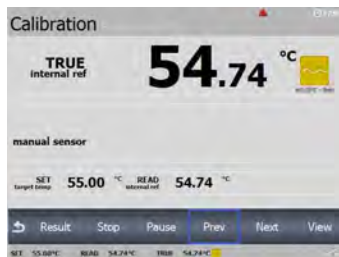 Calibration
TRUE
internal ref
54.74 °C
manual sensor
SET 55.00 °C READ 54.74 °C
target temp internal ref
Result Stop Pause Prev Next View
SET 55.00°C READ 54.74°C TRUE 54.74°C